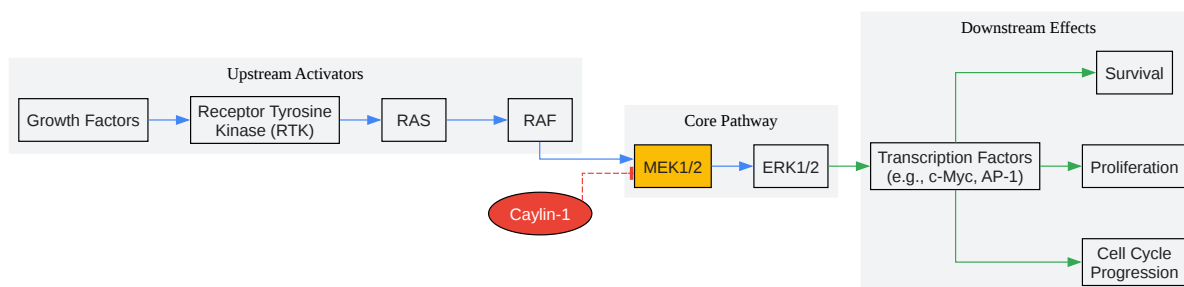 Upstream Activators
Growth Factors
Receptor Tyrosine
Kinase (RTK)
RAS
RAF
Caylin-1
Core Pathway
MEK1/2
ERK1/2
Downstream Effects
Transcription Factors
(e.g., c-Myc, AP-1)
Survival
Proliferation
Cell Cycle
Progression